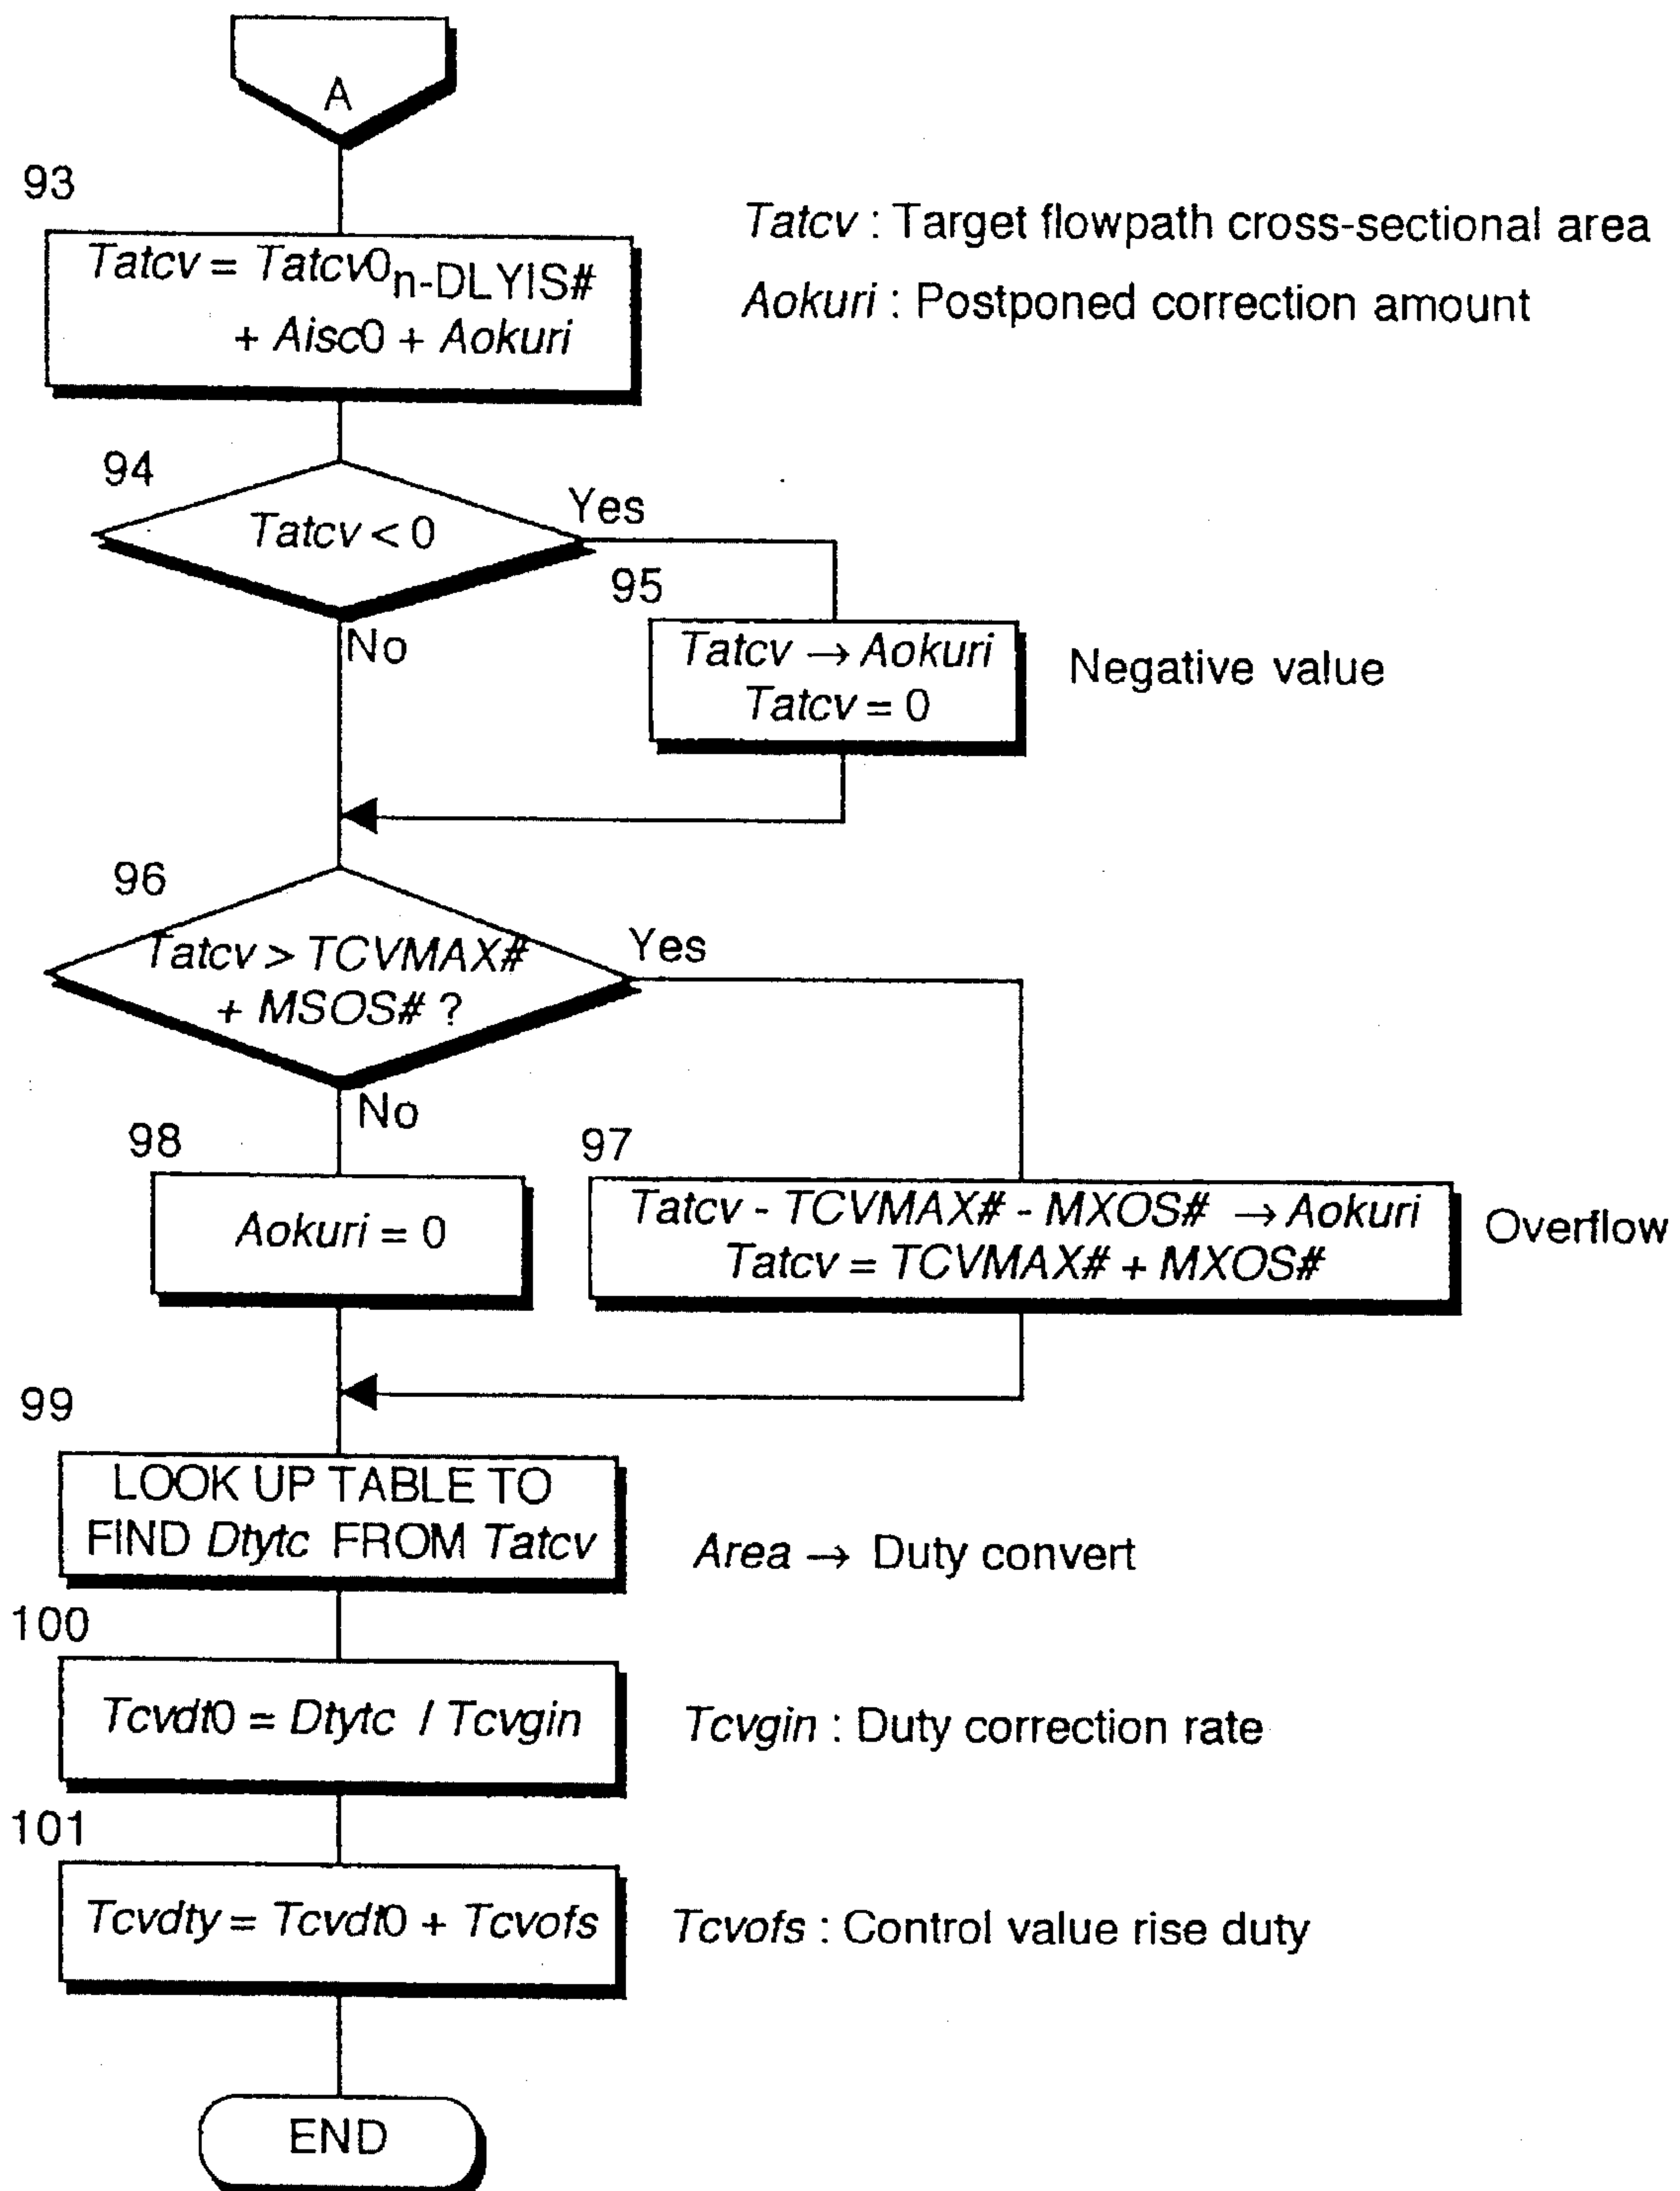 A
93
Tatcv = Tatcv0n-DLYIS#
+ Aisc0 + Aokuri
Tatcv : Target flowpath cross-sectional area
Aokuri : Postponed correction amount
94
Tatcv < 0
Yes
No
95
Tatcv → Aokuri
Tatcv = 0
Negative value
96
Tatcv > TCVMAX#
+ MSOS# ?
Yes
No
98
Aokuri = 0
97
Tatcv - TCVMAX# - MXOS# → Aokuri
Tatcv = TCVMAX# + MXOS#
Overflow
99
LOOK UP TABLE TO
FIND Dtytc FROM Tatcv
Area → Duty convert
100
Tcvdt0 = Dtytc / Tcvgin
Tcvgin : Duty correction rate
101
Tcvdty = Tcvdt0 + Tcvofs
Tcvofs : Control value rise duty
END